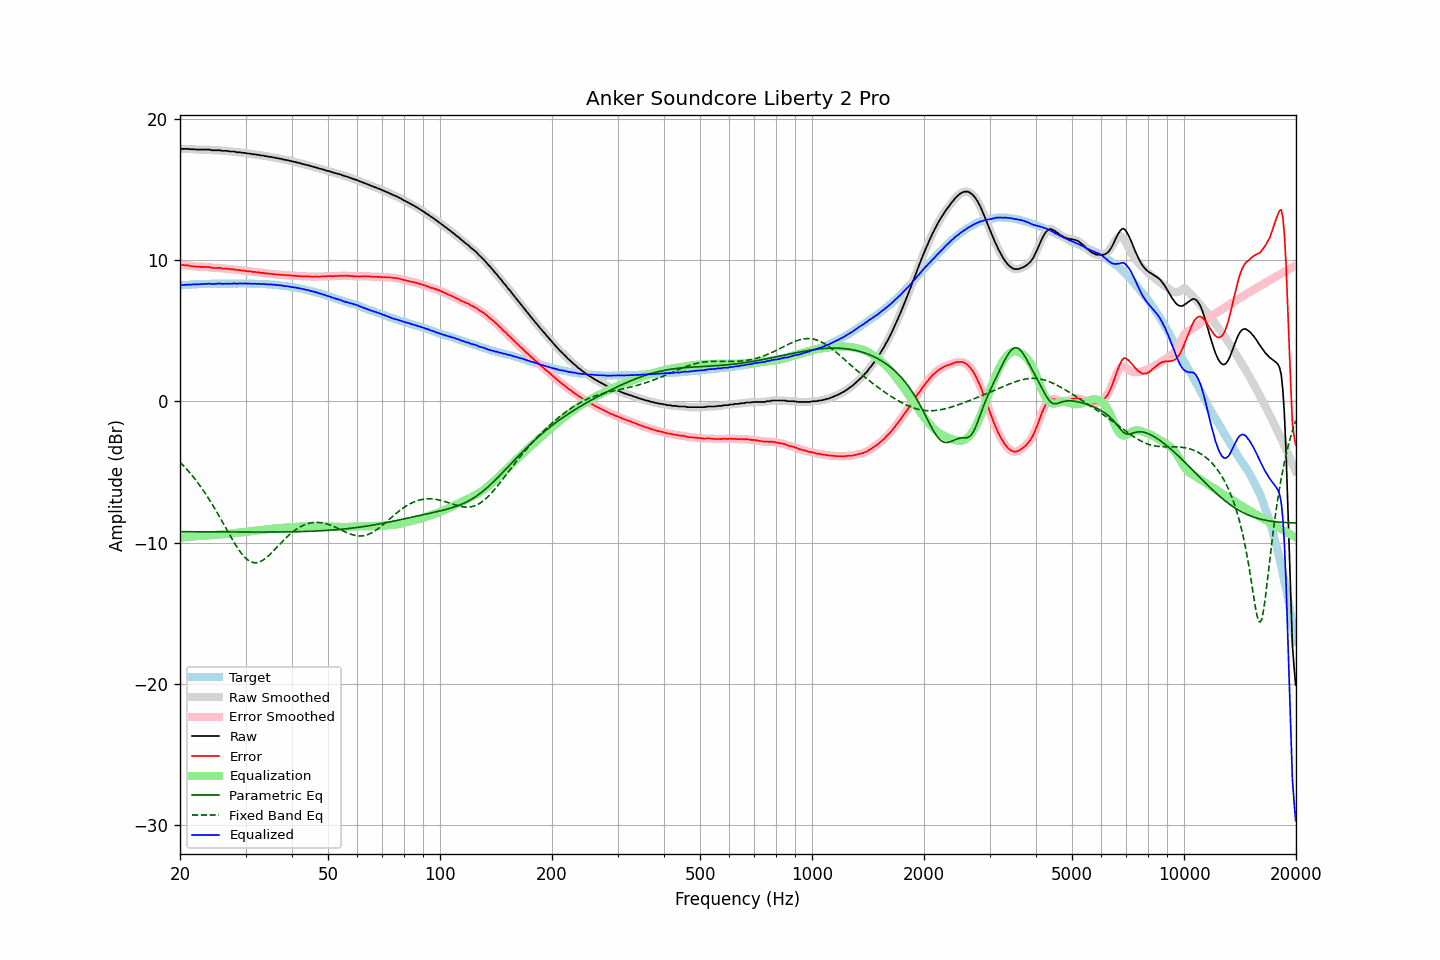 Anker Soundcore Liberty 2 Pro
Amplitude (dBr)
20
10
0
−10
−20
−30
Target
Raw Smoothed
Error Smoothed
Raw
Error
Equalization
Parametric Eq
Fixed Band Eq
Equalized
20 50 100 200 500 1000 2000 5000 10000 20000
Frequency (Hz)